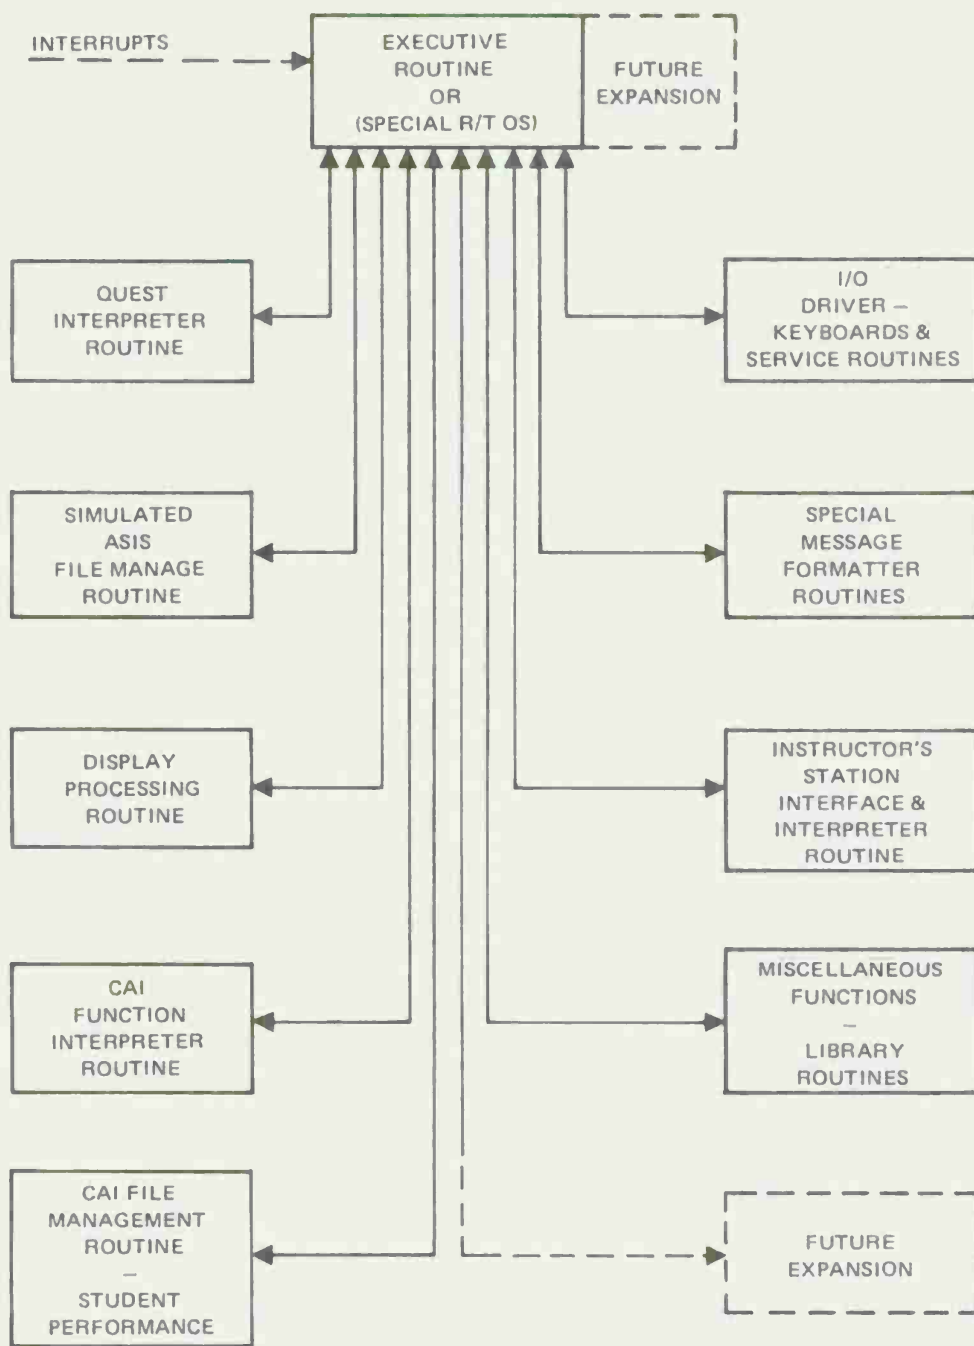 INTERRUPTS
EXECUTIVE
ROUTINE
OR
(SPECIAL R/T OS)
FUTURE
EXPANSION
QUEST
INTERPRETER
ROUTINE
I/O
DRIVER –
KEYBOARDS &
SERVICE ROUTINES
SIMULATED
ASIS
FILE MANAGE
ROUTINE
SPECIAL
MESSAGE
FORMATTER
ROUTINES
DISPLAY
PROCESSING
ROUTINE
INSTRUCTOR'S
STATION
INTERFACE &
INTERPRETER
ROUTINE
CAI
FUNCTION
INTERPRETER
ROUTINE
MISCELLANEOUS
FUNCTIONS
–
LIBRARY
ROUTINES
CAI FILE
MANAGEMENT
ROUTINE
–
STUDENT
PERFORMANCE
FUTURE
EXPANSION